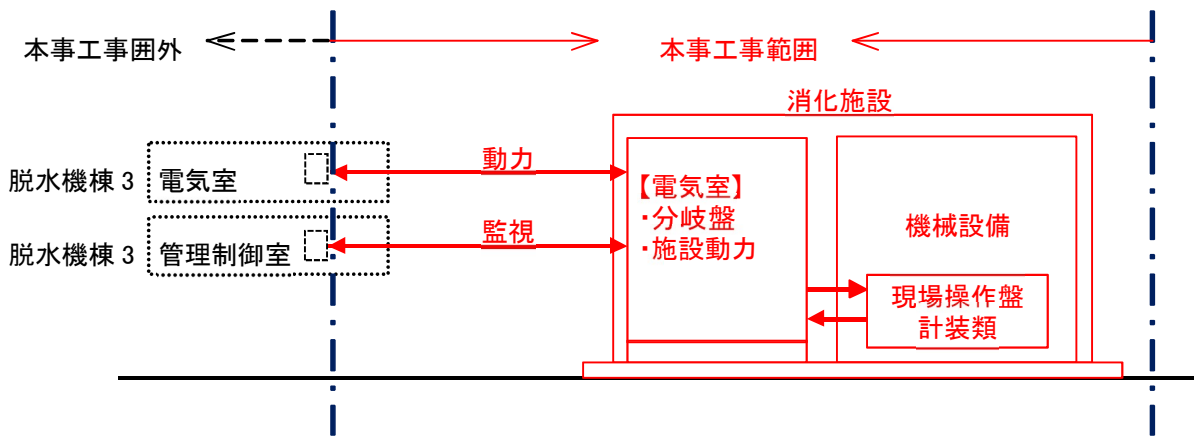 本事工事囲外
本事工事範囲
消化施設
脱水機棟3
電気室
動力
脱水機棟3
管理制御室
監視
【電気室】
・分岐盤
・施設動力
機械設備
現場操作盤
計装類